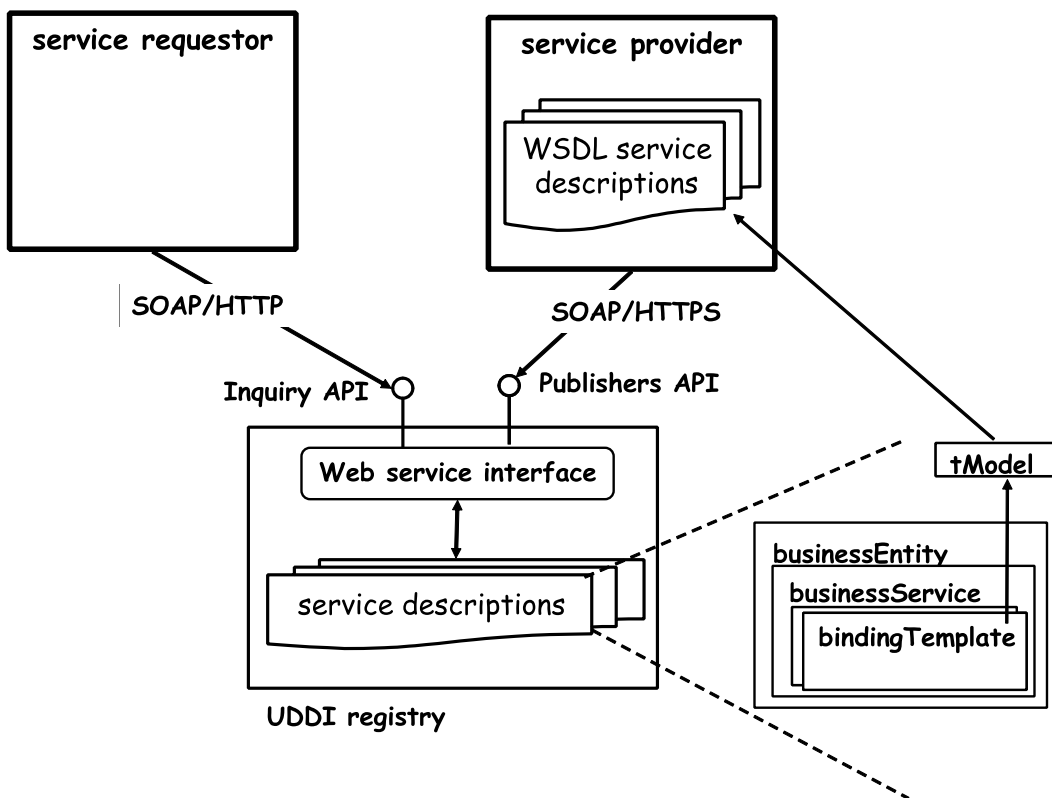 service requestor
service provider
WSDL service
descriptions
SOAP/HTTP
SOAP/HTTPS
Inquiry API
Publishers API
Web service interface
tModel
businessEntity
businessService
service descriptions
bindingTemplate
UDDI registry